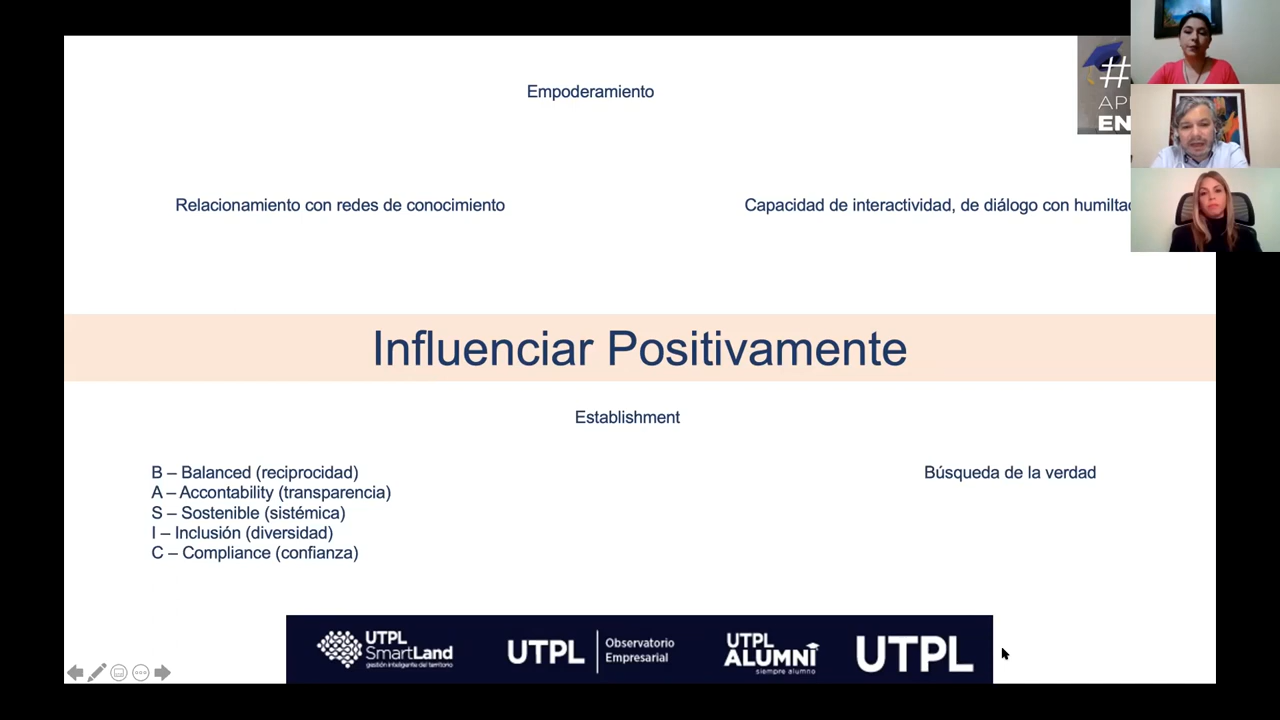 Empoderamiento
#
AP
EN
Relacionamiento con redes de conocimiento
Capacidad de interactividad, de diálogo con
Influenciar Positivamente
Establishment
B – Balanced (reciprocidad)
A – Accontability (transparencia)
S – Sostenible (sistémica)
I – Inclusión (diversidad)
C – Compliance (confianza)
Búsqueda de la verdad
UTPL
SmartLand
gestión inteligente del territorio
UTPL
Observatorio
Empresarial
UTPL
ALUMNI
siempre alumno
UTPL